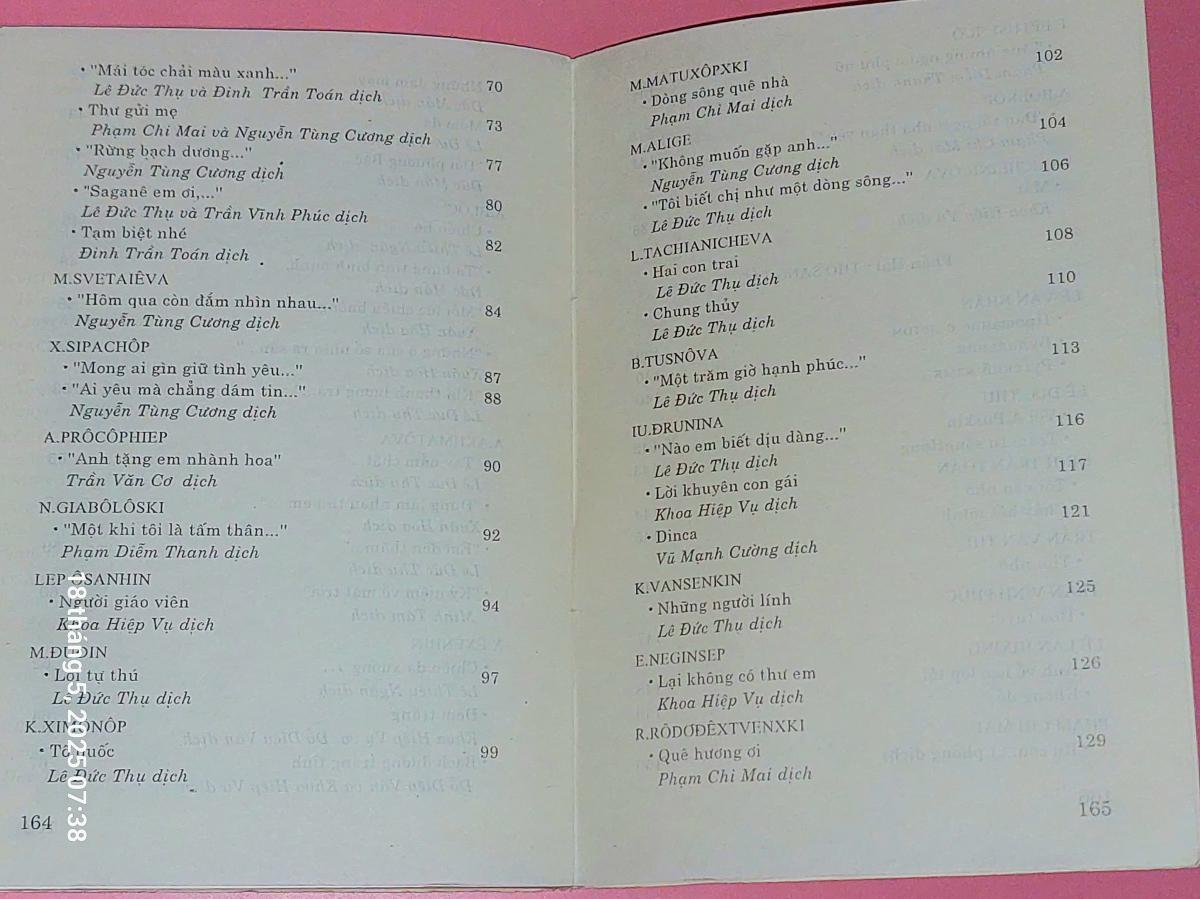 • "Mái tóc chải màu xanh..." 70
Lê Đức Thụ và Đinh Trần Toán dịch
• Thư gửi mẹ 73
Phạm Chi Mai và Nguyễn Tùng Cương dịch
• "Rừng bạch dương..." 77
Nguyễn Tùng Cương dịch
• "Saganê em ơi,..." 80
Lê Đức Thụ và Trần Vĩnh Phúc dịch
• Tạm biệt nhé 82
Đinh Trần Toán dịch
M.SVETAIÊVA
• "Hôm qua còn dắm nhìn nhau..." 84
Nguyễn Tùng Cương dịch
X.SIPACHÔP
• "Mong ai gìn giữ tình yêu..." 87
• "Ai yêu mà chẳng dám tin..." 88
Nguyễn Tùng Cương dịch
A.PRÔCÔPHIEP
• "Anh tặng em nhành hoa" 90
Trần Văn Cơ dịch
N.GIABÔLÔSKI
• "Một khi tôi là tấm thân..." 92
Phạm Diễm Thanh dịch
LEP ÔSANHIN
• Người giáo viên 94
Khoa Hiệp Vụ dịch
M.ĐUĐIN
• Lời tự thú 97
Lê Đức Thụ dịch
K.XIMÔNÔP
• Tổ quốc 99
Lê Đức Thụ dịch
164
M.MATUXÔPXKI
• Dòng sông quê nhà 102
Phạm Chi Mai dịch
M.ALIGE
• "Không muốn gặp anh..." 104
Nguyễn Tùng Cương dịch
• "Tôi biết chị như một dòng sông..." 106
Lê Đức Thụ dịch
L.TACHIANICHEVA
• Hai con trai 108
Lê Đức Thụ dịch
• Chung thủy 110
Lê Đức Thụ dịch
B.TUSNÔVA
• "Một trăm giờ hạnh phúc..." 113
Lê Đức Thụ dịch
IU.ĐRUNINA
• "Nào em biết dịu dàng..." 116
Lê Đức Thụ dịch
• Lời khuyên con gái 117
Khoa Hiệp Vụ dịch
• Dinca 121
Vũ Mạnh Cường dịch
K.VANSENKIN
• Những người lính 125
Lê Đức Thụ dịch
E.NEGINSEP
• Lại không có thư em 126
Khoa Hiệp Vụ dịch
R.RÔDƠĐÊXTVENXKI
• Quê hương ơi 129
Phạm Chi Mai dịch
165
18 tháng 5, 2025 07:38